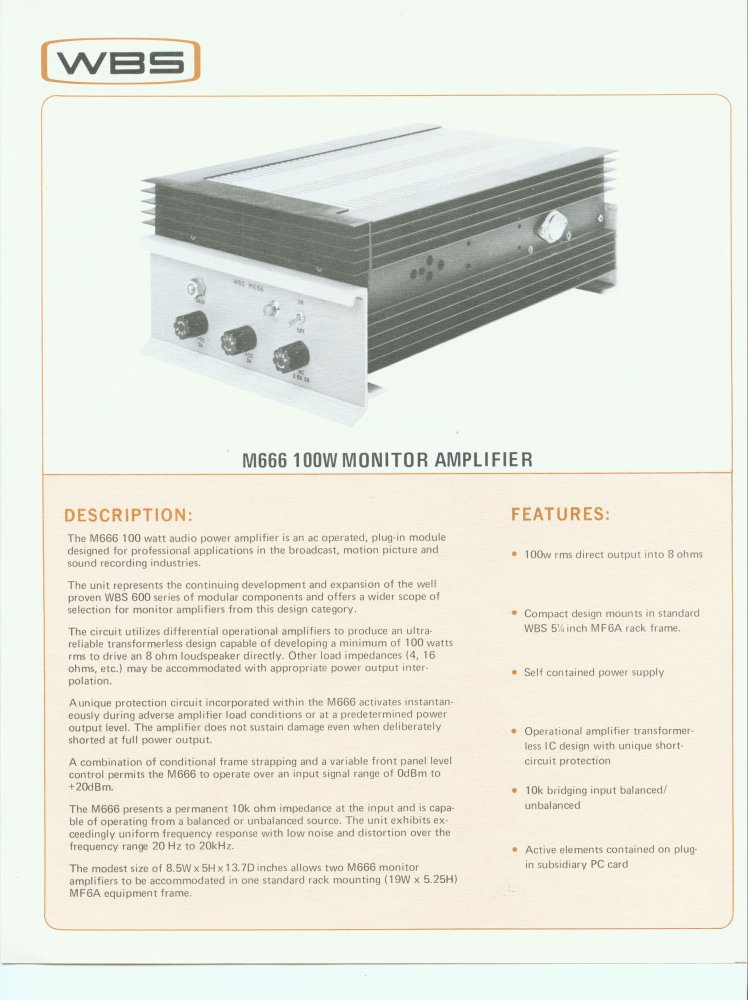 WBS
GAIN
WBS M666
ON
OFF
-DC
3A
+DC
3A
AC
2.5A SB
M666 100W MONITOR AMPLIFIER
DESCRIPTION:
The M666 100 watt audio power amplifier is an ac operated, plug-in module
designed for professional applications in the broadcast, motion picture and
sound recording industries.
The unit represents the continuing development and expansion of the well
proven WBS 600 series of modular components and offers a wider scope of
selection for monitor amplifiers from this design category.
The circuit utilizes differential operational amplifiers to produce an ultra-
reliable transformerless design capable of developing a minimum of 100 watts
rms to drive an 8 ohm loudspeaker directly. Other load impedances (4, 16
ohms, etc.) may be accommodated with appropriate power output inter-
polation.
A unique protection circuit incorporated within the M666 activates instantan-
eously during adverse amplifier load conditions or at a predetermined power
output level. The amplifier does not sustain damage even when deliberately
shorted at full power output.
A combination of conditional frame strapping and a variable front panel level
control permits the M666 to operate over an input signal range of 0dBm to
+20dBm.
The M666 presents a permanent 10k ohm impedance at the input and is capa-
ble of operating from a balanced or unbalanced source. The unit exhibits ex-
ceedingly uniform frequency response with low noise and distortion over the
frequency range 20 Hz to 20kHz.
The modest size of 8.5W x 5H x 13.7D inches allows two M666 monitor
amplifiers to be accommodated in one standard rack mounting (19W x 5.25H)
MF6A equipment frame.
FEATURES:
• 100w rms direct output into 8 ohms
• Compact design mounts in standard
WBS 5¼ inch MF6A rack frame.
• Self contained power supply
• Operational amplifier transformer-
less IC design with unique short-
circuit protection
• 10k bridging input balanced/
unbalanced
• Active elements contained on plug-
in subsidiary PC card